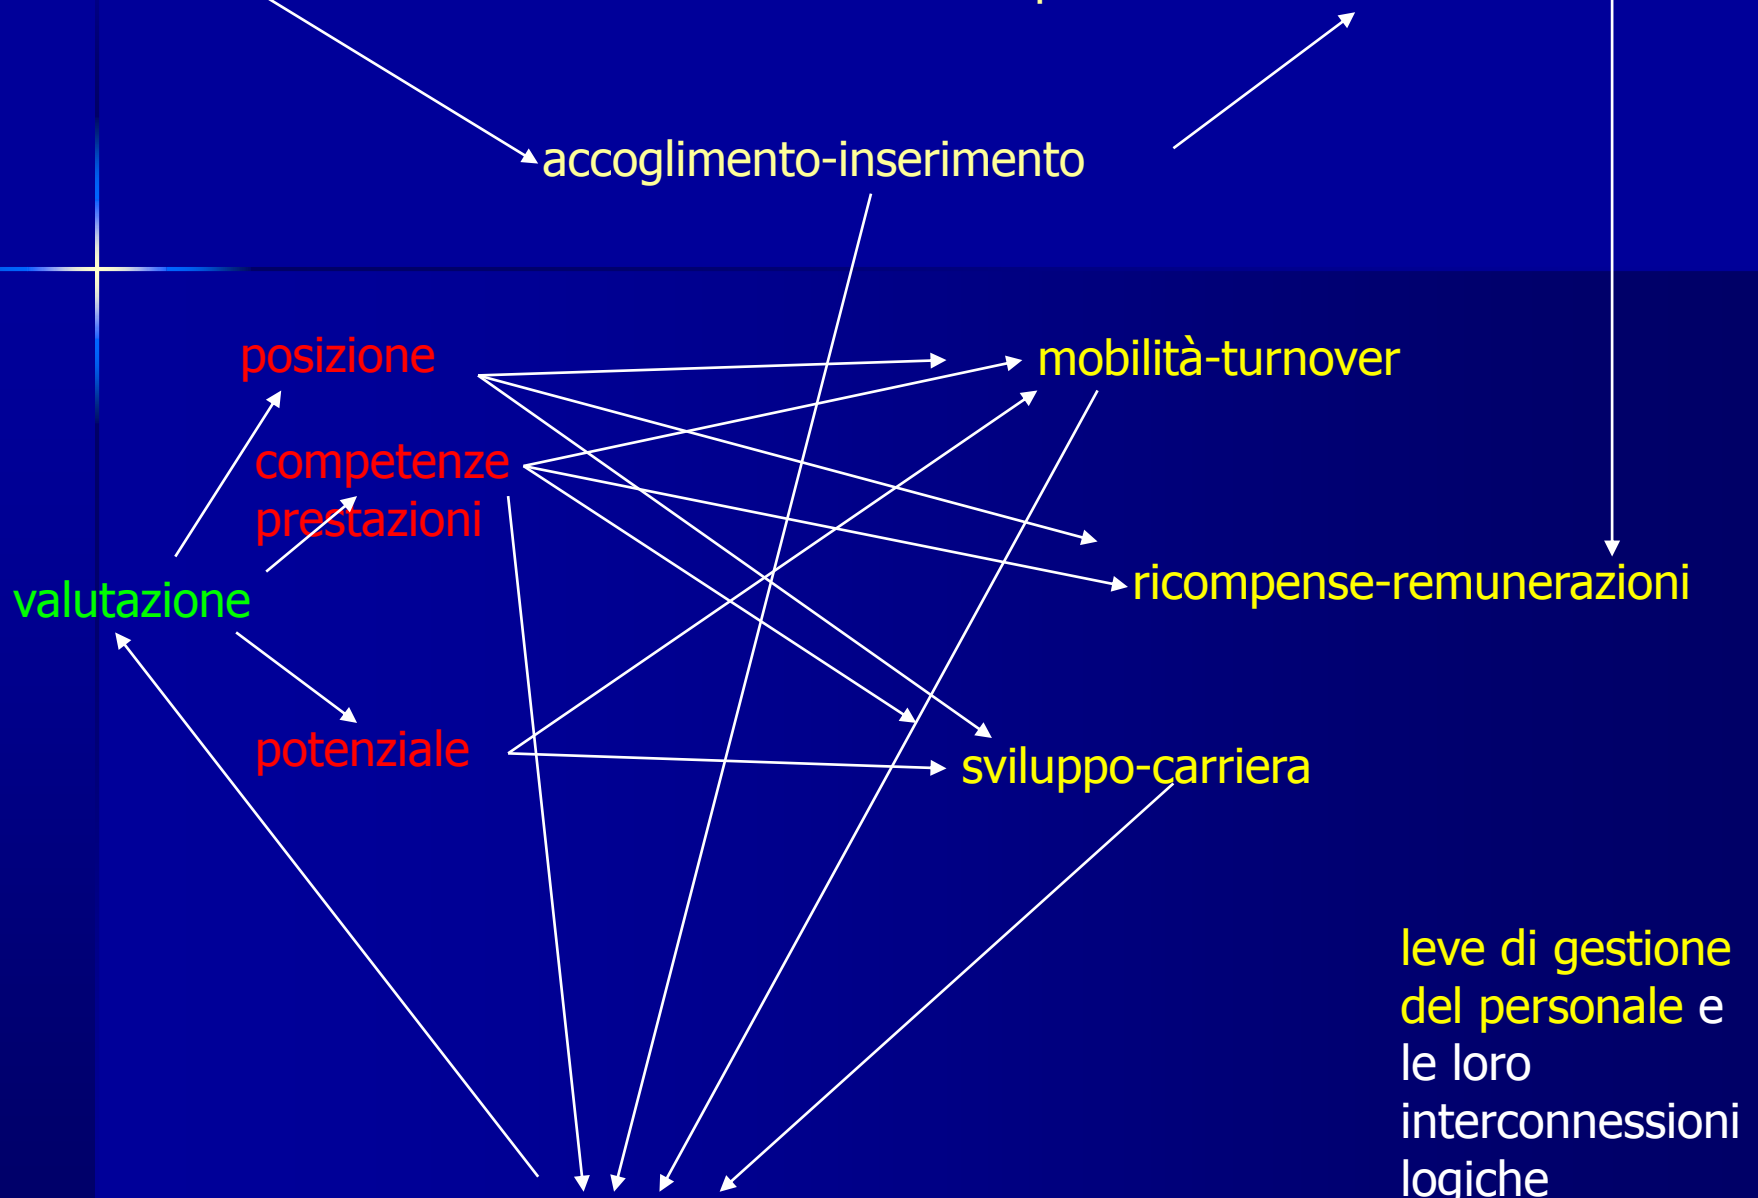 accoglimento-inserimento
posizione
mobilità-turnover
competenze
prestazioni
valutazione
ricompense-remunerazioni
potenziale
sviluppo-carriera
leve di gestione
del personale e
le loro
interconnessioni
logiche